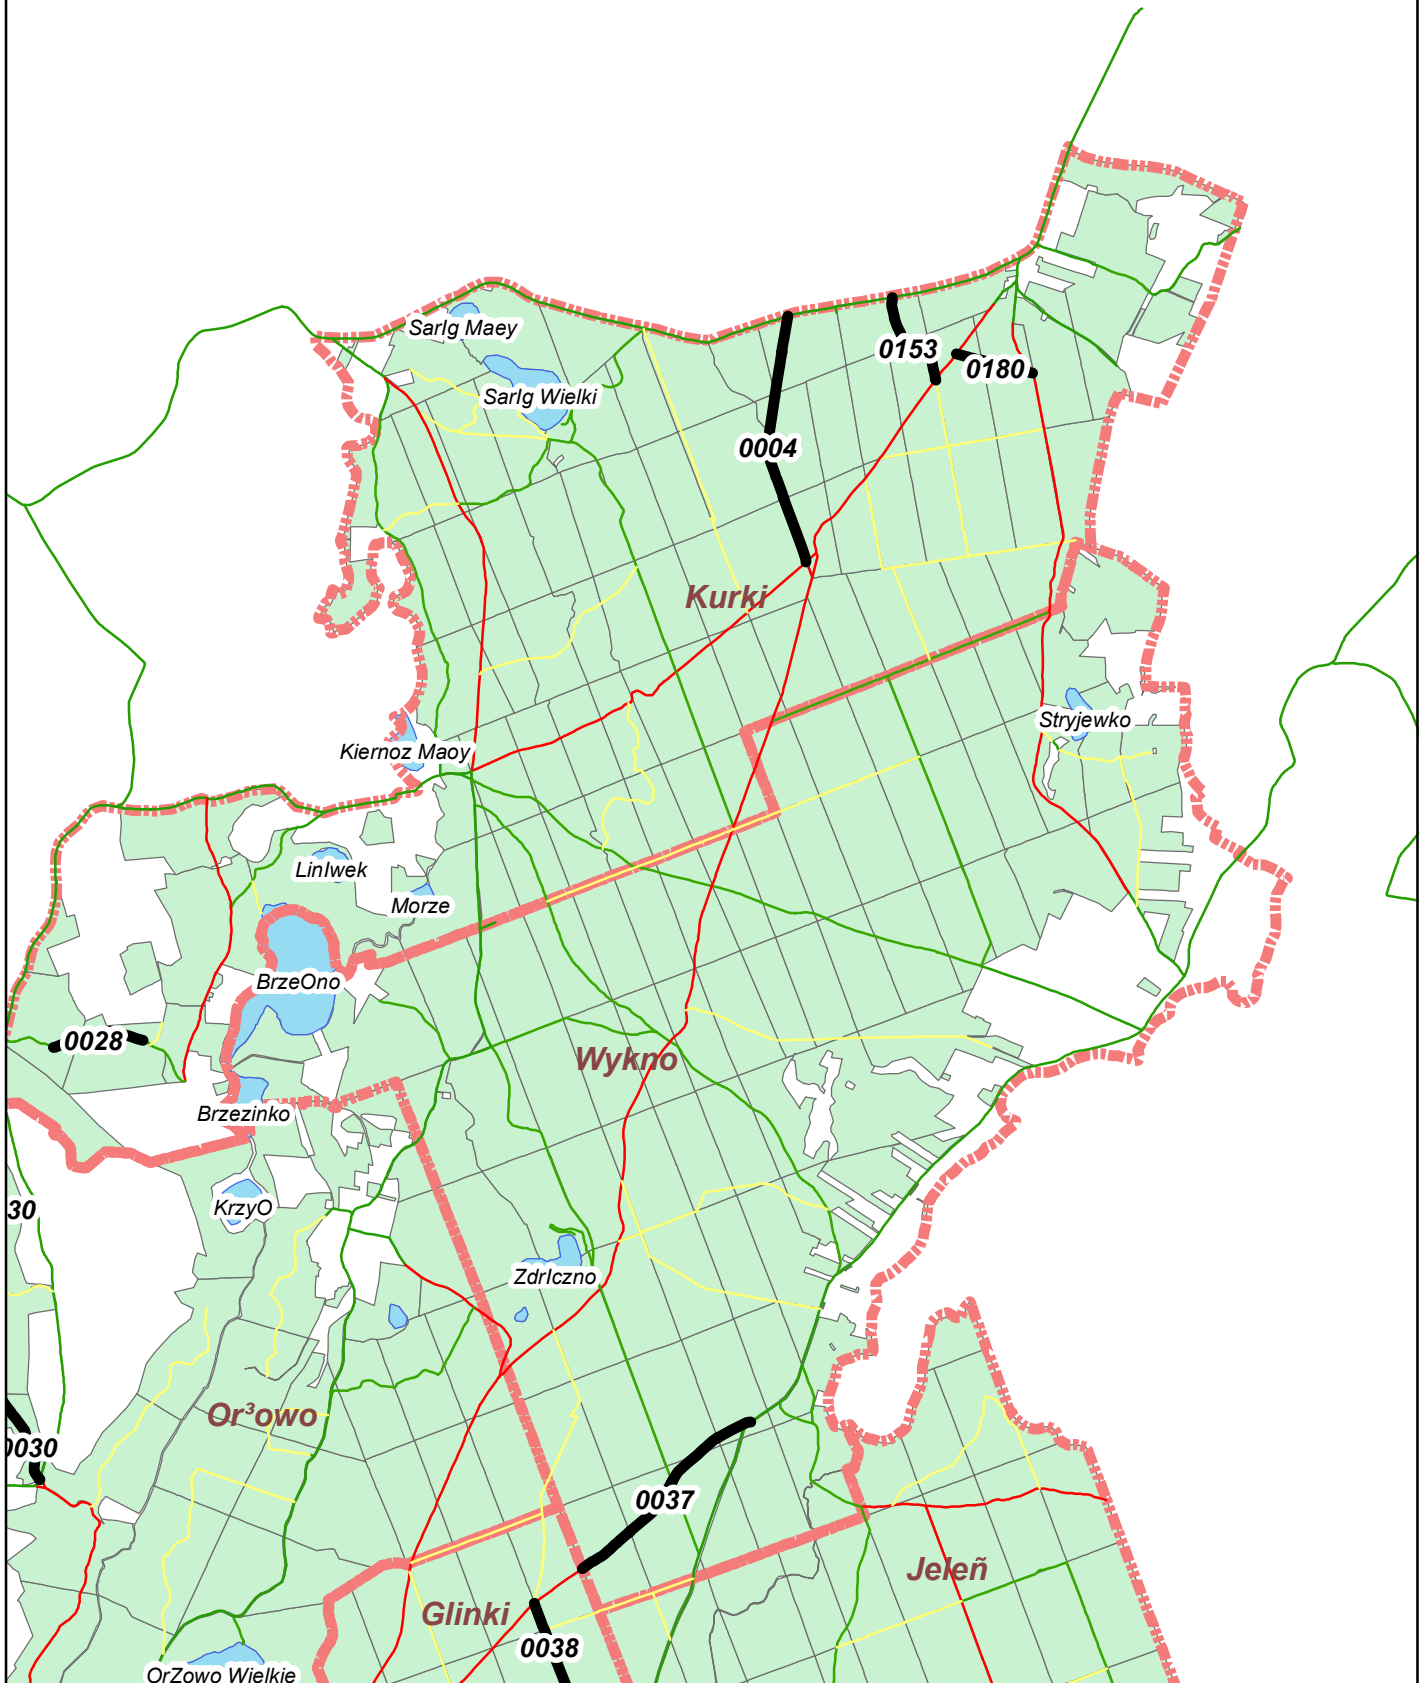 Sarlg Maey
0153
0180
Sarlg Wielki
0004
Kurki
Stryjewko
Kiernoz Maoy
Linlwek
Morze
BrzeOno
0028
Wykno
Brzezinko
KrzyO
30
Zdrlczno
Or³owo
0030
0037
Jeleñ
Glinki
0038
OrZowo Wielkie